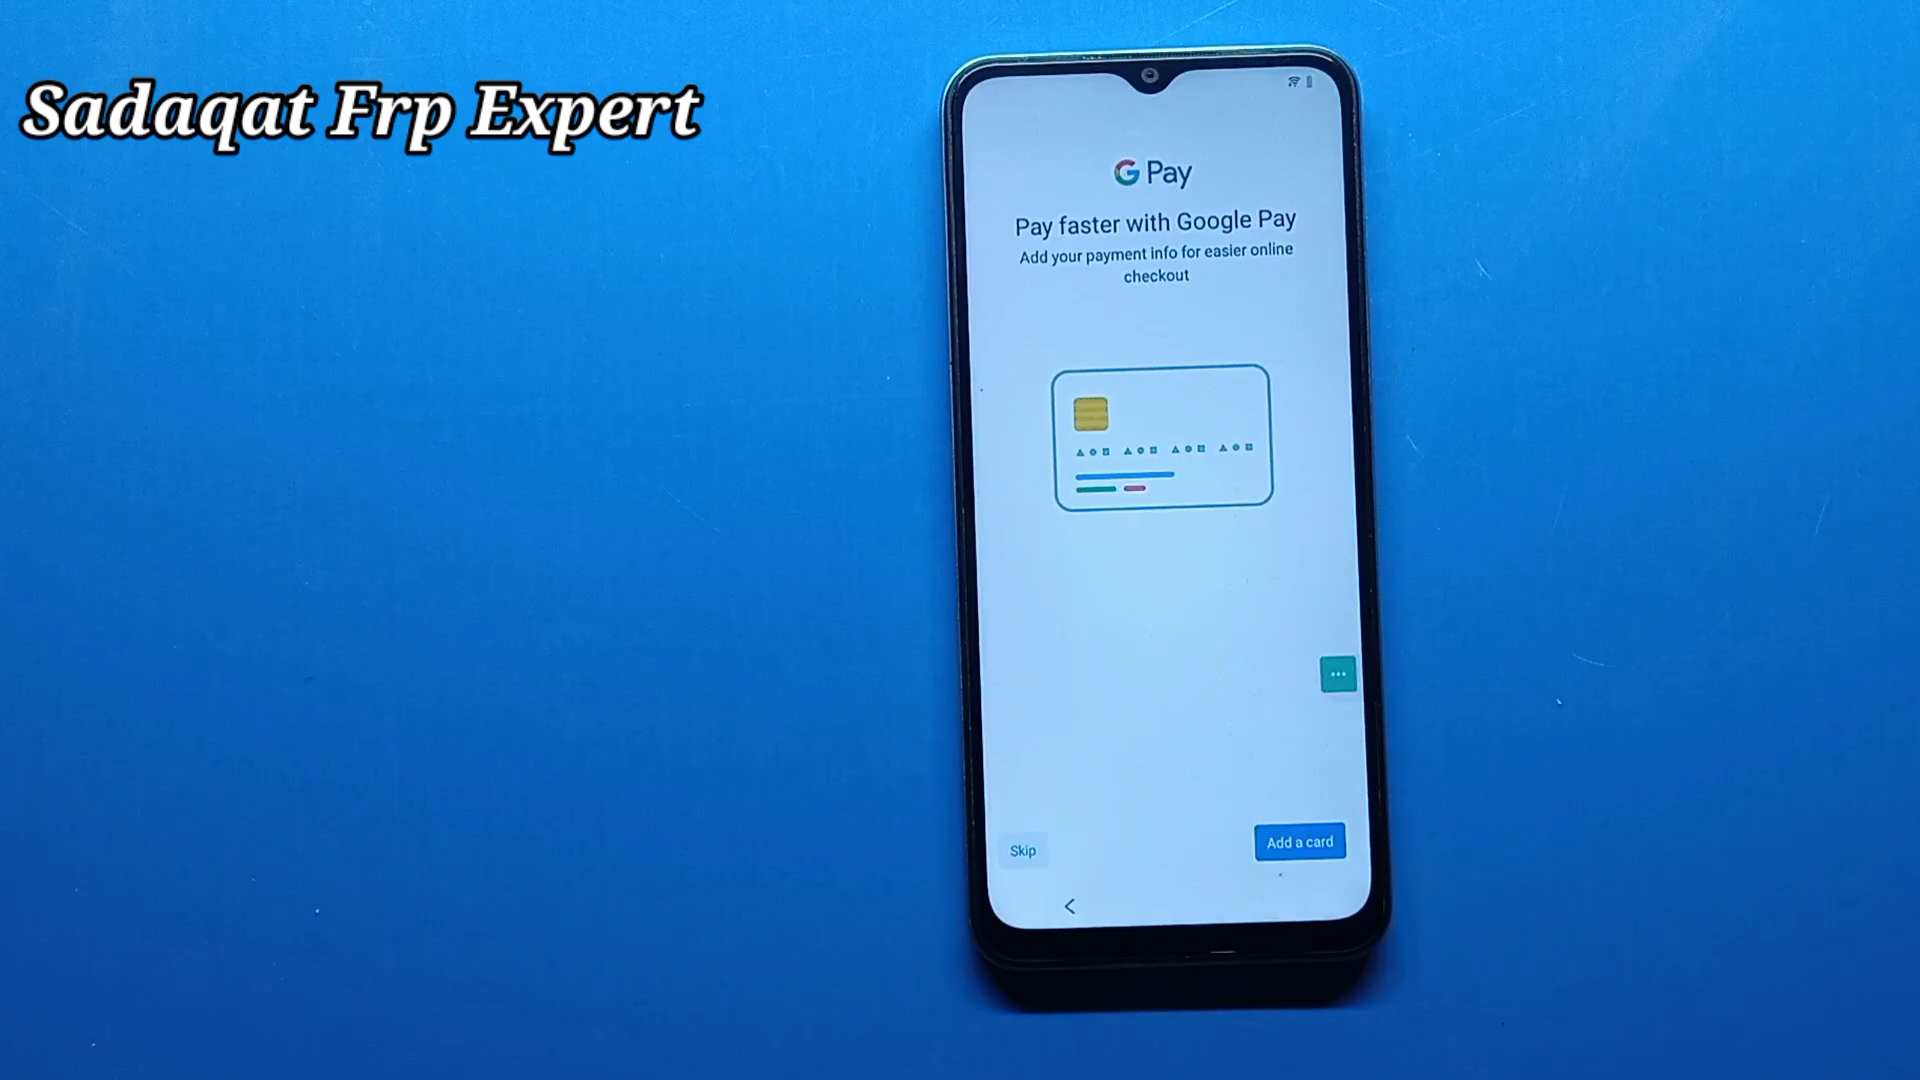 Sadaqat Frp Expert
G Pay
Pay faster with Google Pay
Add your payment info for easier online
checkout
Skip
Add a card